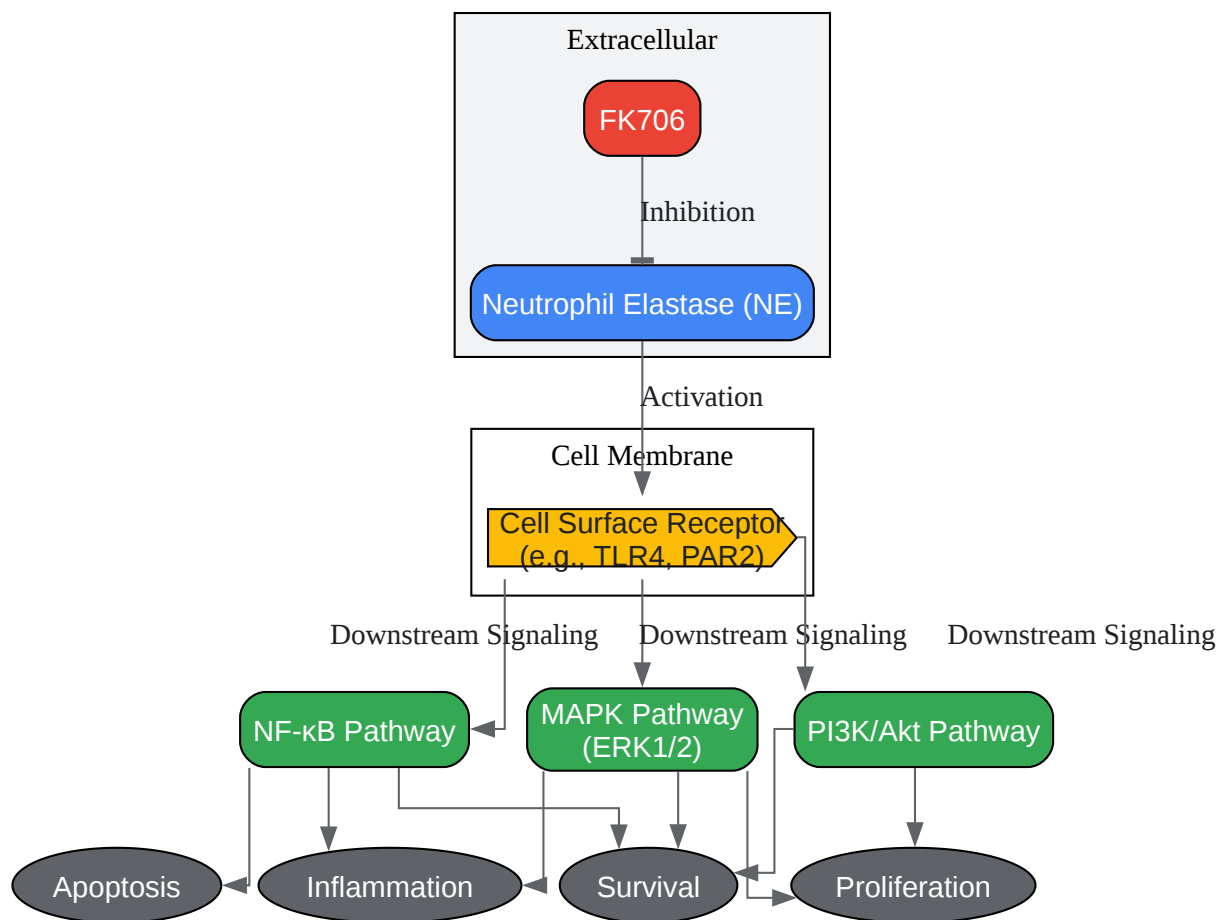 Extracellular
FK706
Inhibition
Neutrophil Elastase (NE)
Activation
Cell Membrane
Cell Surface Receptor
(e.g., TLR4, PAR2)
Downstream Signaling
Downstream Signaling
Downstream Signaling
NF-κB Pathway
MAPK Pathway
(ERK1/2)
PI3K/Akt Pathway
Apoptosis
Inflammation
Survival
Proliferation